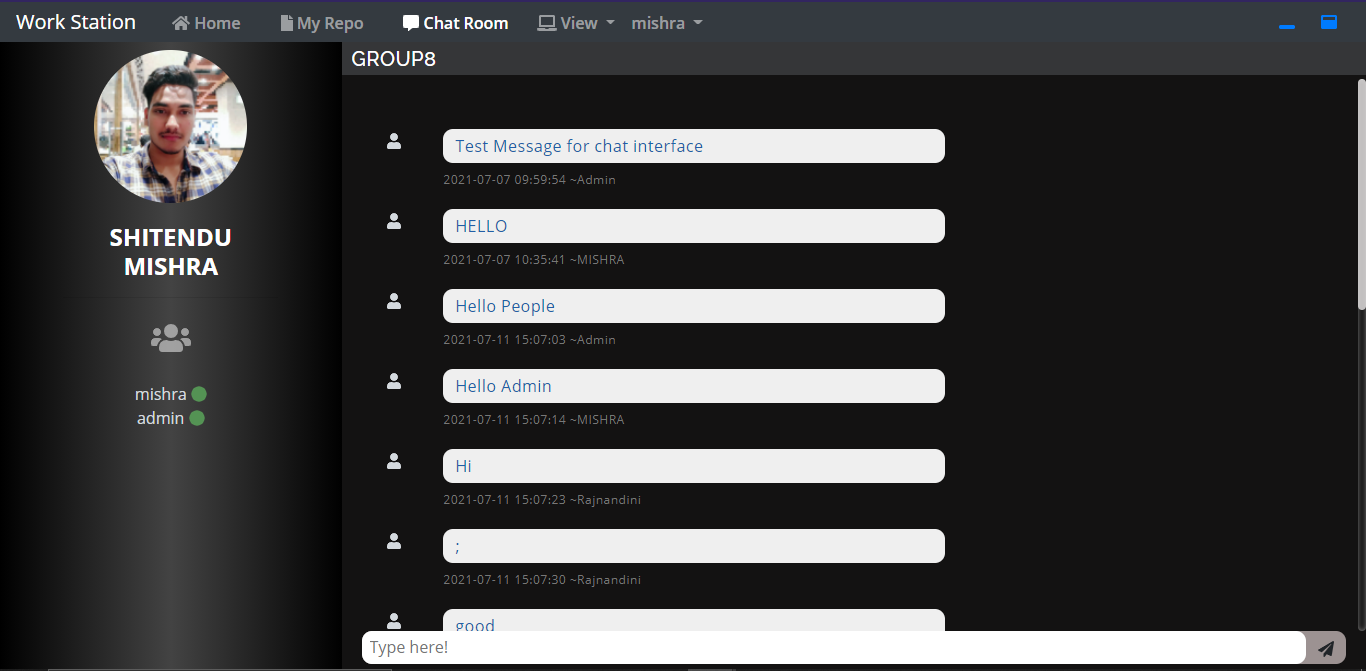 Work Station Home My Repo Chat Room View mishra
GROUP8
SHITENDU
MISHRA
mishra
admin
Test Message for chat interface
2021-07-07 09:59:54 ~Admin
HELLO
2021-07-07 10:35:41 ~MISHRA
Hello People
2021-07-11 15:07:03 ~Admin
Hello Admin
2021-07-11 15:07:14 ~MISHRA
Hi
2021-07-11 15:07:23 ~Rajnandini
;
2021-07-11 15:07:30 ~Rajnandini
good
Type here!